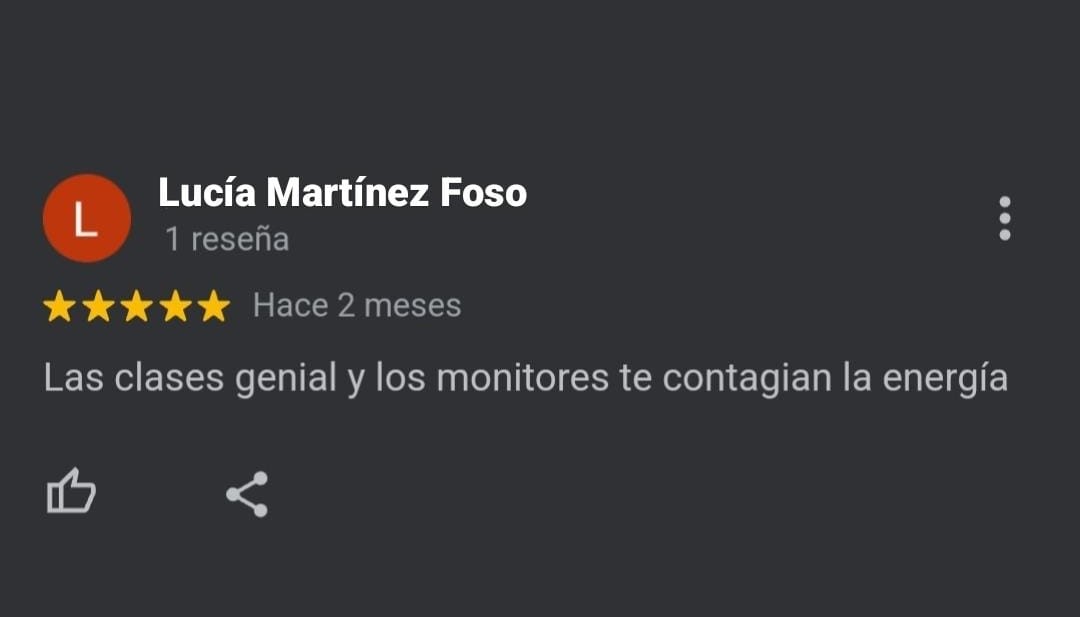 L
Lucía Martínez Foso
1 reseña
Hace 2 meses
Las clases genial y los monitores te contagian la energía